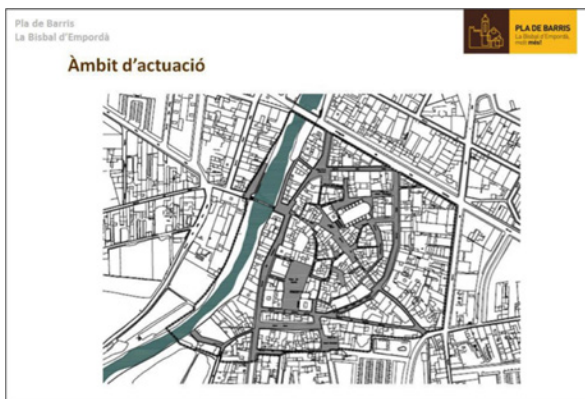 Pla de Barris
La Bisbal d'Empordà
PLA DE BARRIS
La Bisbal d'Empordà,
molt més!
Àmbit d'actuació